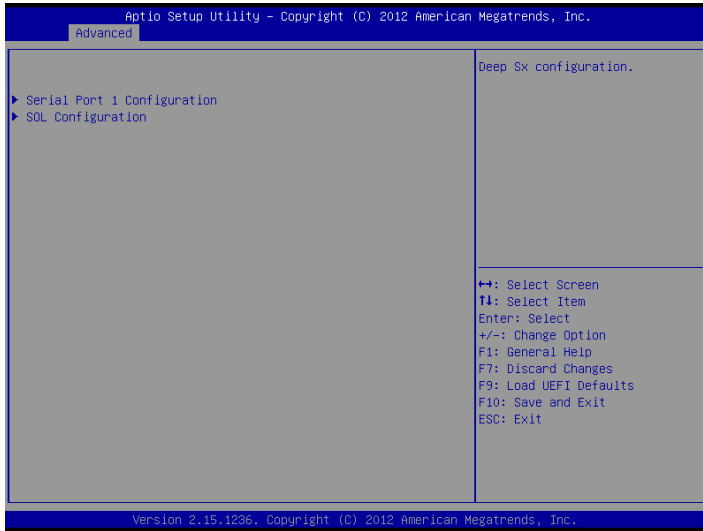 Aptio Setup Utility – Copyright (C) 2012 American Megatrends, Inc.
Advanced
Deep Sx configuration.
▶ Serial Port 1 Configuration
▶ SOL Configuration
↔: Select Screen
↑↓: Select Item
Enter: Select
+/-: Change Option
F1: General Help
F7: Discard Changes
F9: Load UEFI Defaults
F10: Save and Exit
ESC: Exit
Version 2.15.1236. Copyright (C) 2012 American Megatrends, Inc.